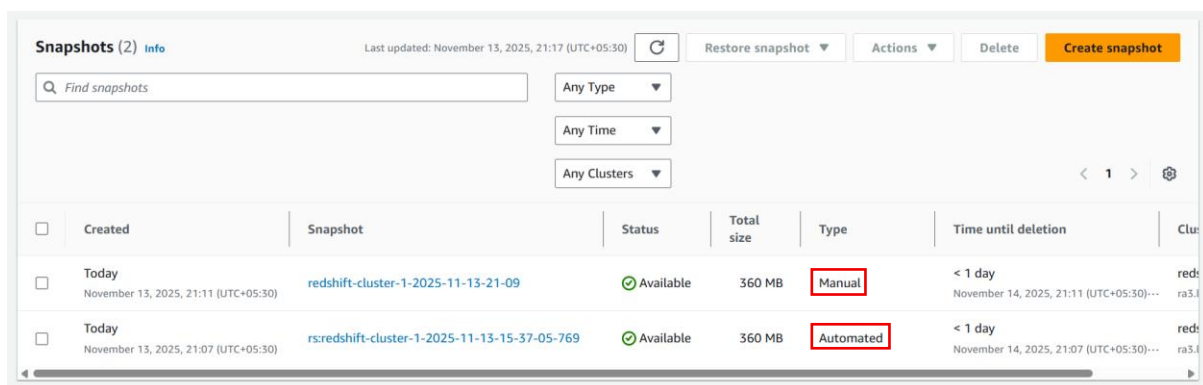 Snapshots (2) Info
Last updated: November 13, 2025, 21:17 (UTC+05:30)
Restore snapshot
Actions
Delete
Create snapshot
Find snapshots
Any Type
Any Time
Any Clusters
1
Created
Snapshot
Status
Total size
Type
Time until deletion
Clu
Today
November 13, 2025, 21:11 (UTC+05:30)
redshift-cluster-1-2025-11-13-21-09
Available
360 MB
Manual
< 1 day
November 14, 2025, 21:11 (UTC+05:30)...
reds
ra3.l
Today
November 13, 2025, 21:07 (UTC+05:30)
rs:redshift-cluster-1-2025-11-13-15-37-05-769
Available
360 MB
Automated
< 1 day
November 14, 2025, 21:07 (UTC+05:30)...
reds
ra3.l